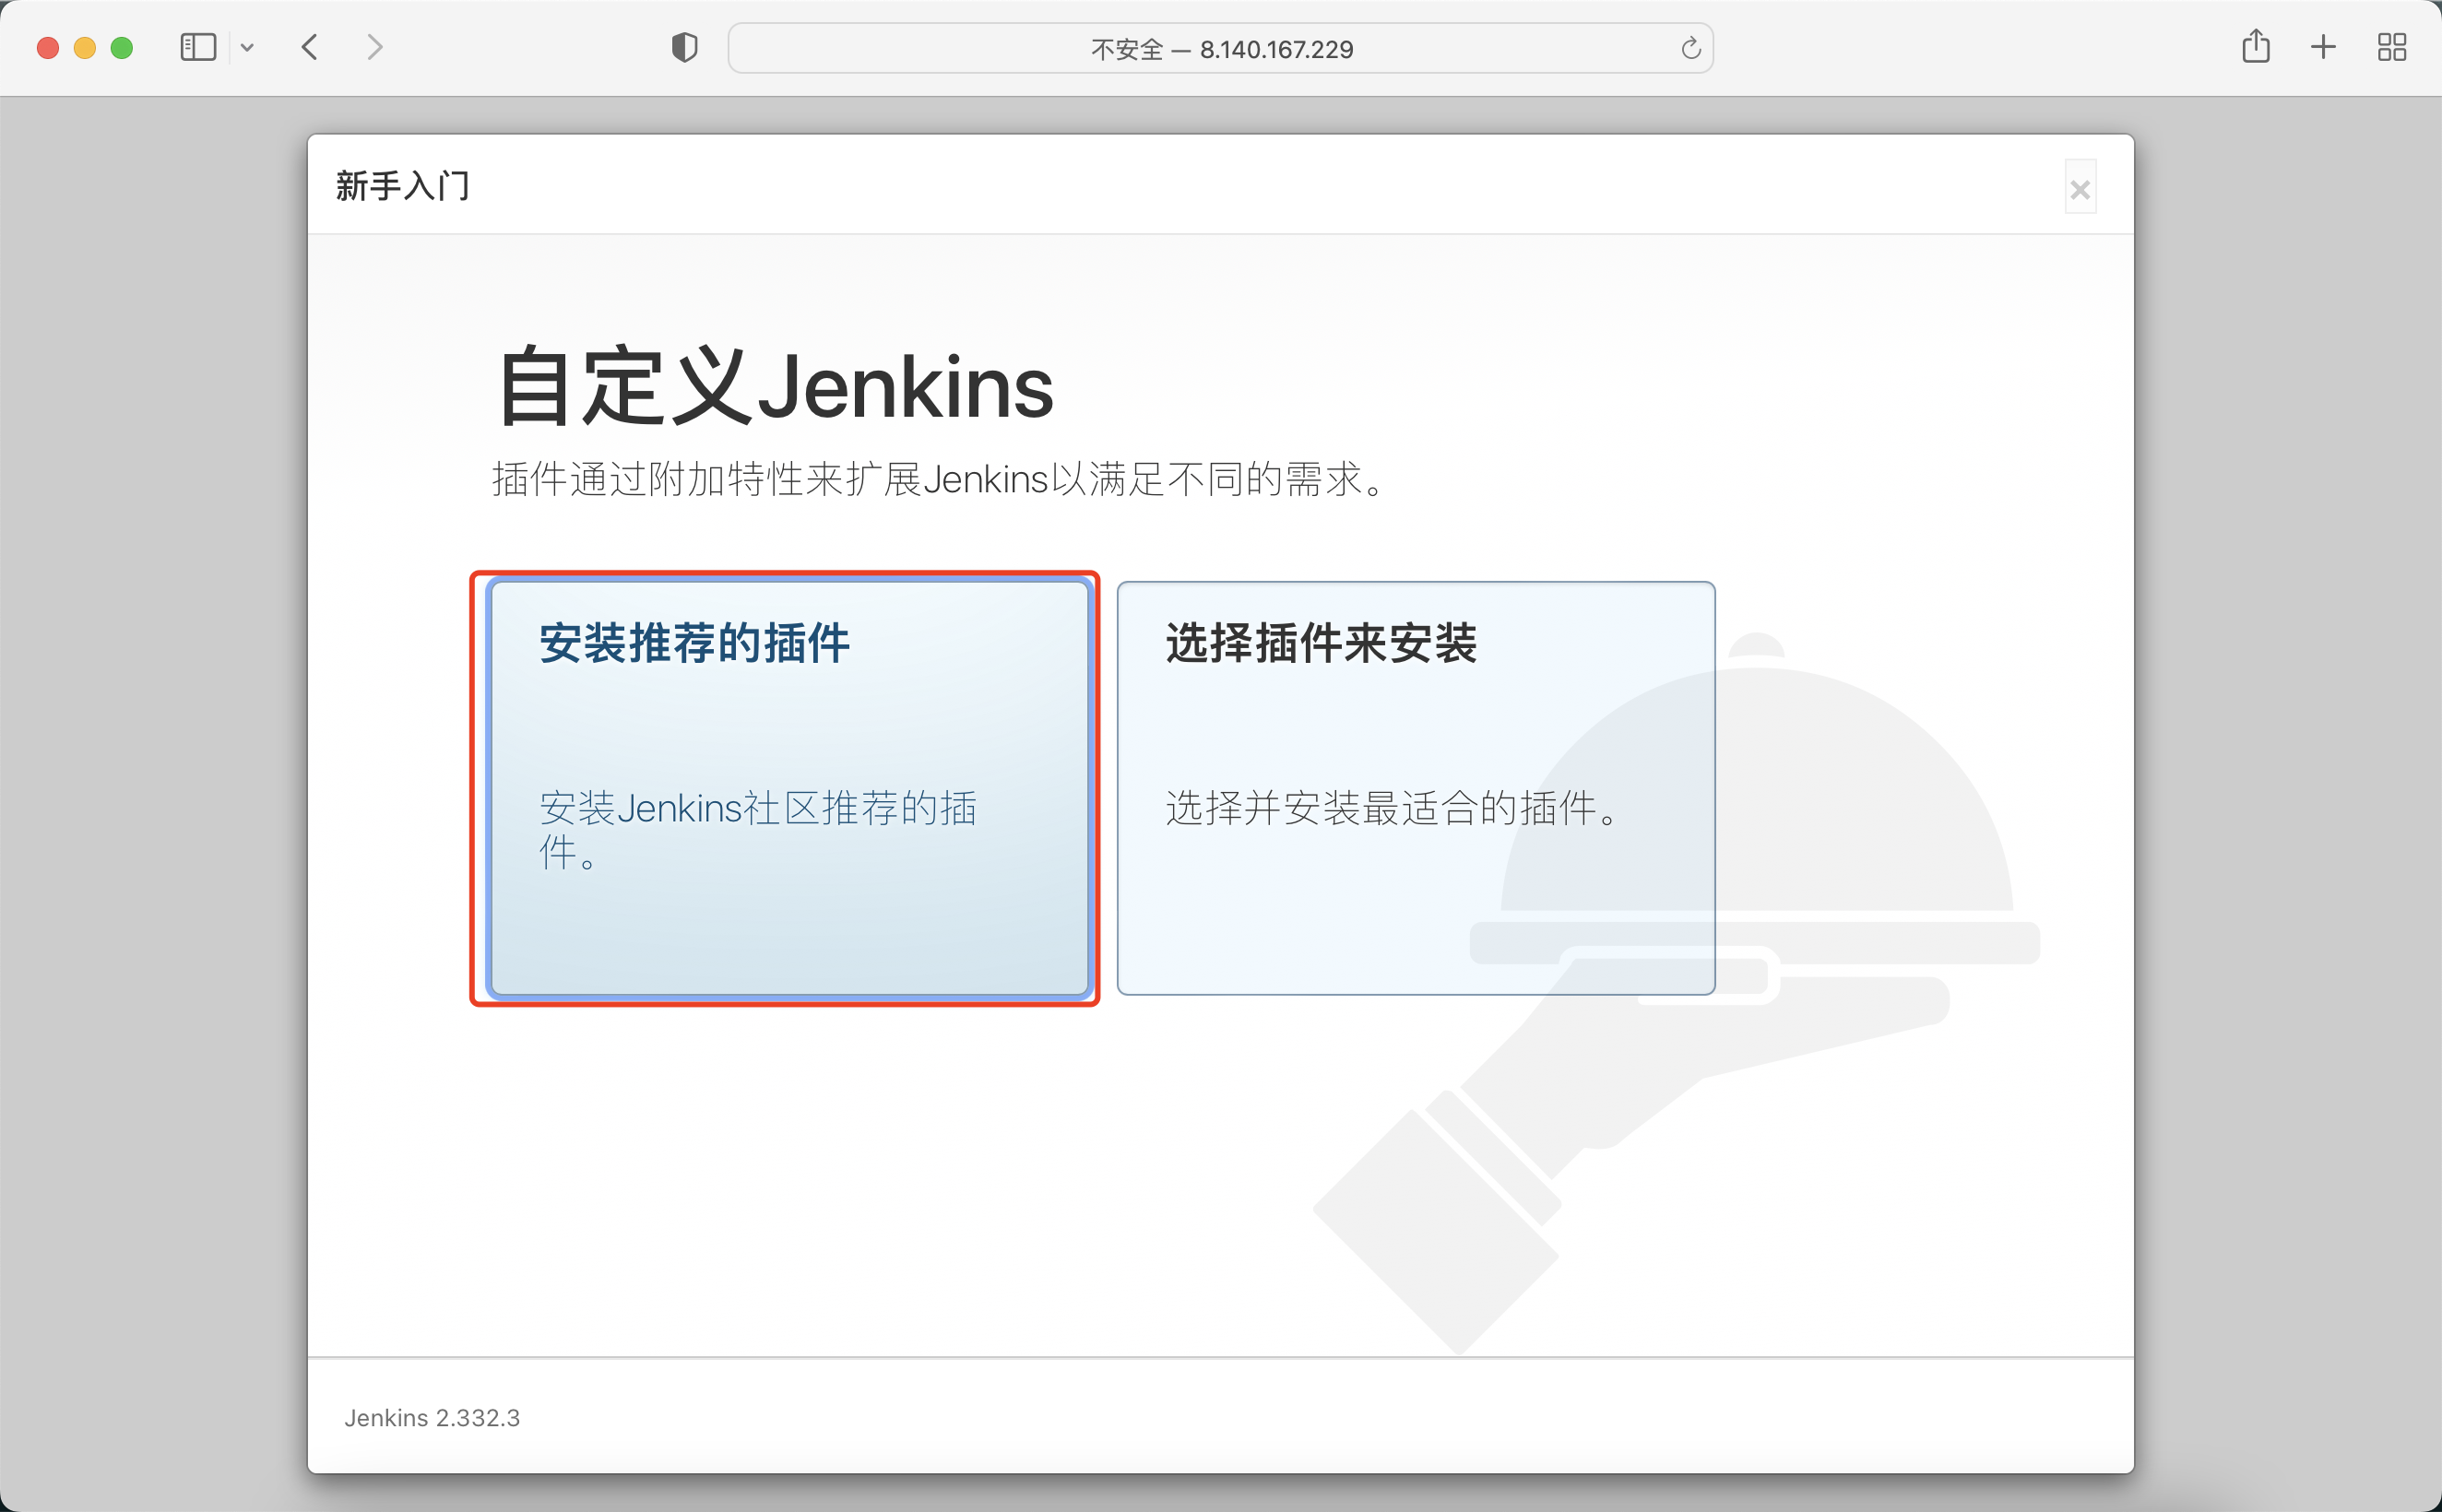 不安全 — 8.140.167.229
新手入门
×
自定义Jenkins
插件通过附加特性来扩展Jenkins以满足不同的需求。
安装推荐的插件
安装Jenkins社区推荐的插
件。
选择插件来安装
选择并安装最适合的插件。
Jenkins 2.332.3